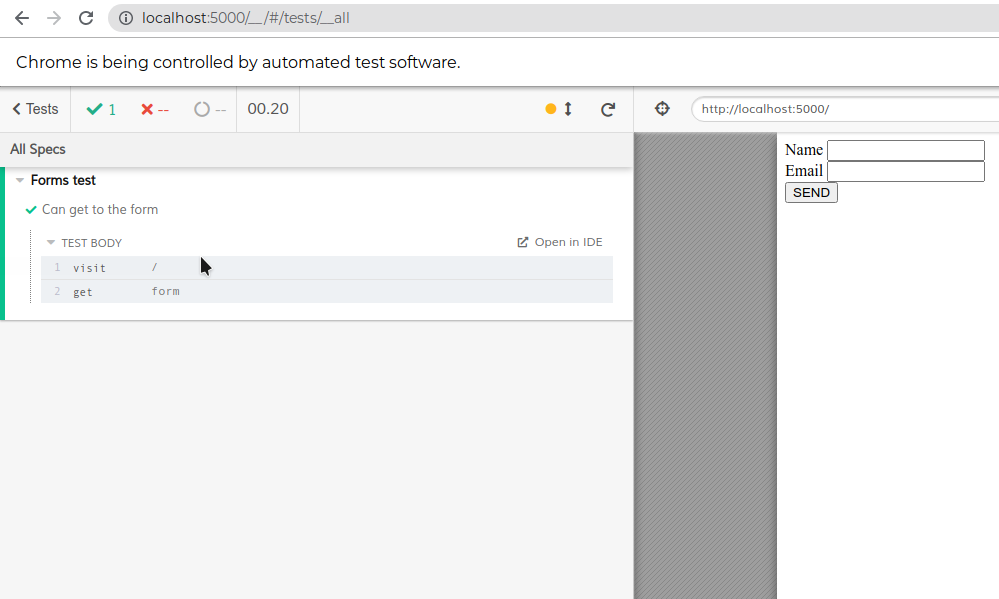 localhost:5000/__/#/tests/__all
Chrome is being controlled by automated test software.
Tests 1 -- -- 00.20 http://localhost:5000/
All Specs
Forms test
Can get to the form
TEST BODY Open in IDE
1 visit /
2 get form
Name
Email
SEND